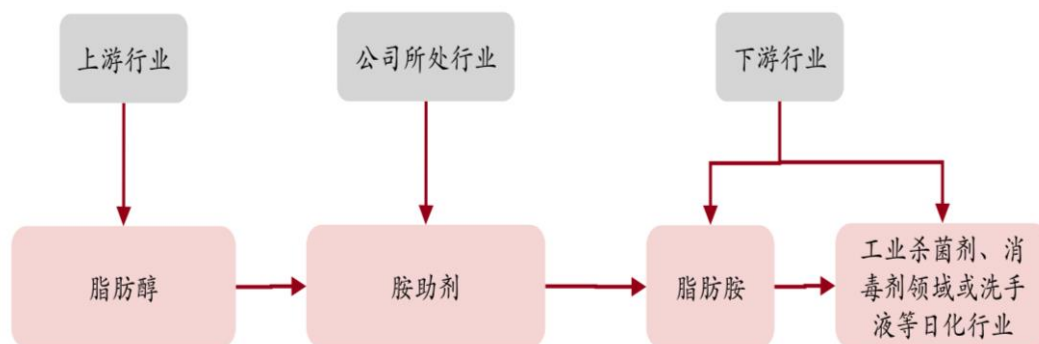 上游行业
公司所处行业
下游行业
脂肪醇
胺助剂
脂肪胺
工业杀菌剂、消
毒剂领域或洗手
液等日化行业